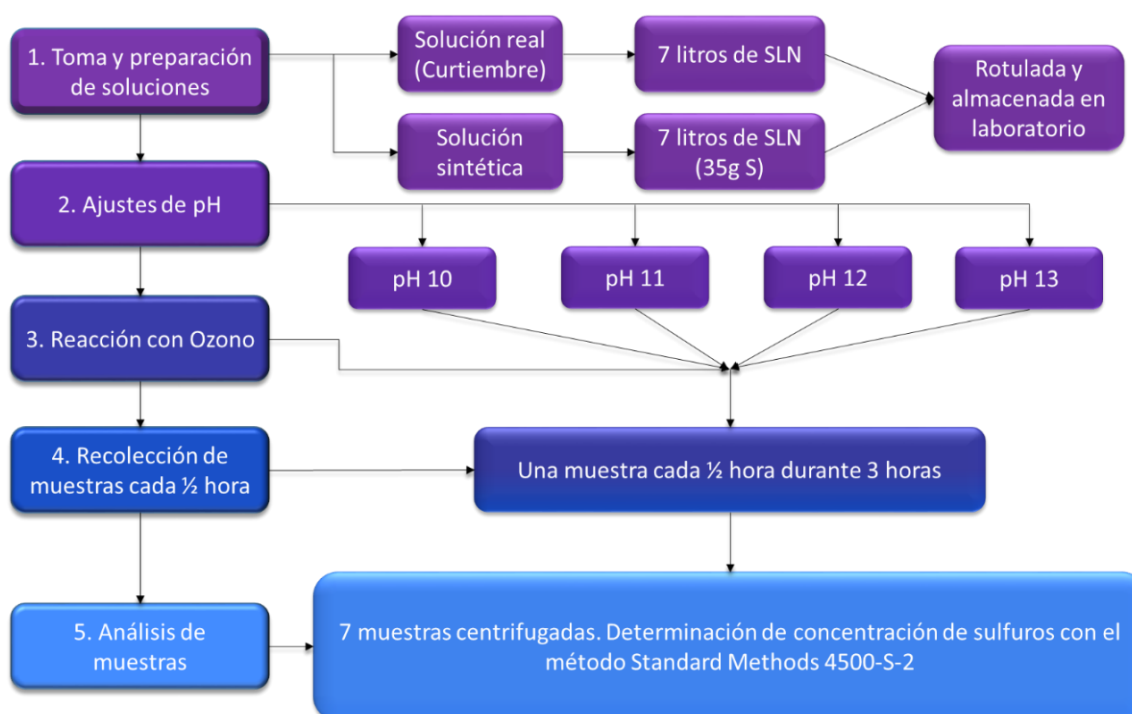 1. Toma y preparación
de soluciones
Solución real
(Curtiembre)
7 litros de SLN
Rotulada y
almacenada en
laboratorio
Solución
sintética
7 litros de SLN
(35g S)
2. Ajustes de pH
pH 10
pH 11
pH 12
pH 13
3. Reacción con Ozono
4. Recolección de
muestras cada ½ hora
Una muestra cada ½ hora durante 3 horas
5. Análisis de
muestras
7 muestras centrifugadas. Determinación de concentración de sulfuros con el
método Standard Methods 4500-S-2